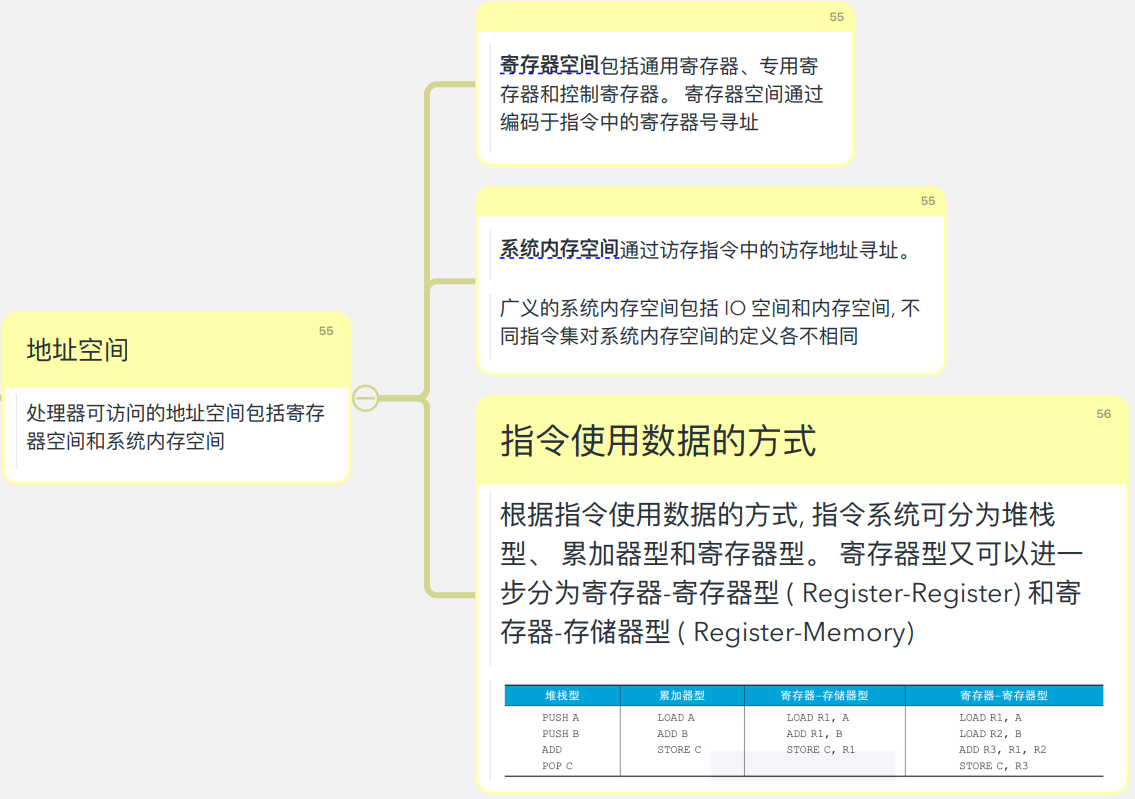 55
寄存器空间包括通用寄存器、专用寄
存器和控制寄存器。 寄存器空间通过
编码于指令中的寄存器号寻址
55
系统内存空间通过访存指令中的访存地址寻址。
广义的系统内存空间包括 IO 空间和内存空间, 不
同指令集对系统内存空间的定义各不相同
55
地址空间
处理器可访问的地址空间包括寄存
器空间和系统内存空间
56
指令使用数据的方式
根据指令使用数据的方式, 指令系统可分为堆栈
型、 累加器型和寄存器型。 寄存器型又可以进一
步分为寄存器-寄存器型 ( Register-Register) 和寄
存器-存储器型 ( Register-Memory)
堆栈型 累加器型 寄存器-存储器型 寄存器-寄存器型
PUSH A LOAD A LOAD R1, A LOAD R1, A
PUSH B ADD B ADD R1, B LOAD R2, B
ADD STORE C STORE C, R1 ADD R3, R1, R2
POP C STORE C, R3